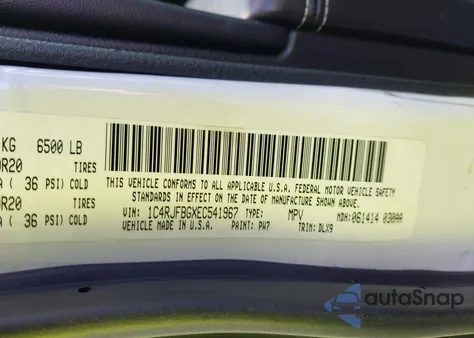 KG 6500 LB
0R20 TIRES
A ( 36 PSI) COLD
0R20 TIRES
A ( 36 PSI) COLD
THIS VEHICLE CONFORMS TO ALL APPLICABLE U.S.A. FEDERAL MOTOR VEHICLE SAFETY
STANDARDS IN EFFECT ON THE DATE OF MANUFACTURE SHOWN ABOVE.
VIN: 1C4RJFBGXEC541967 TYPE: MPV MDH: 061414 030AA
VEHICLE MADE IN U.S.A. PAINT: PW7 TRIM: DLX9
autoSnap